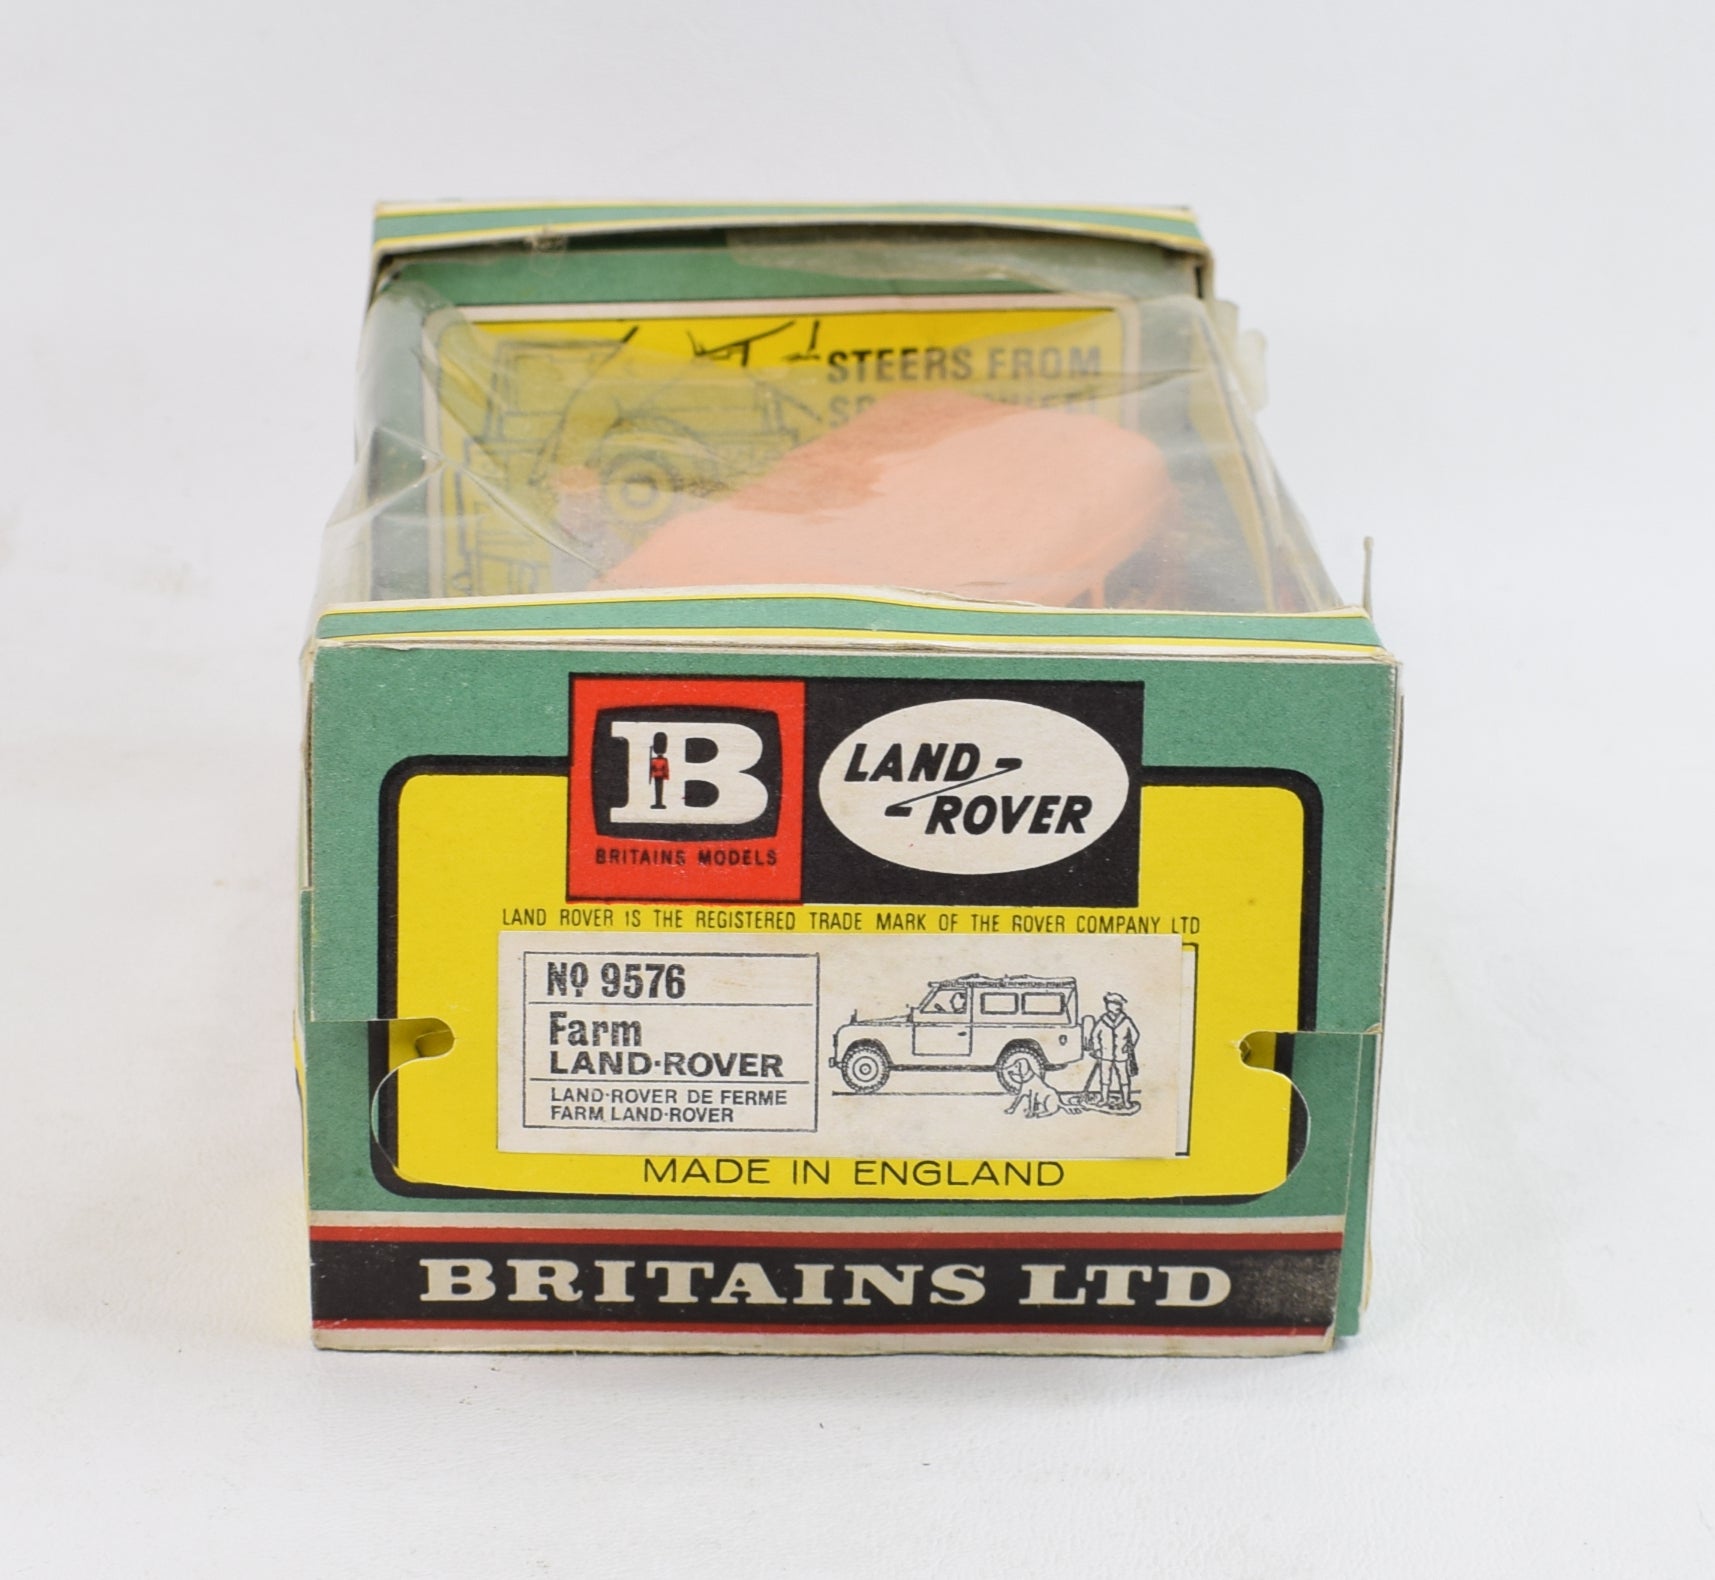 STEERS FROM
B
BRITAINS MODELS
LAND
ROVER
LAND ROVER IS THE REGISTERED TRADE MARK OF THE ROVER COMPANY LTD
No 9576
Farm
LAND·ROVER
LAND·ROVER DE FERME
FARM LAND·ROVER
MADE IN ENGLAND
BRITAINS LTD